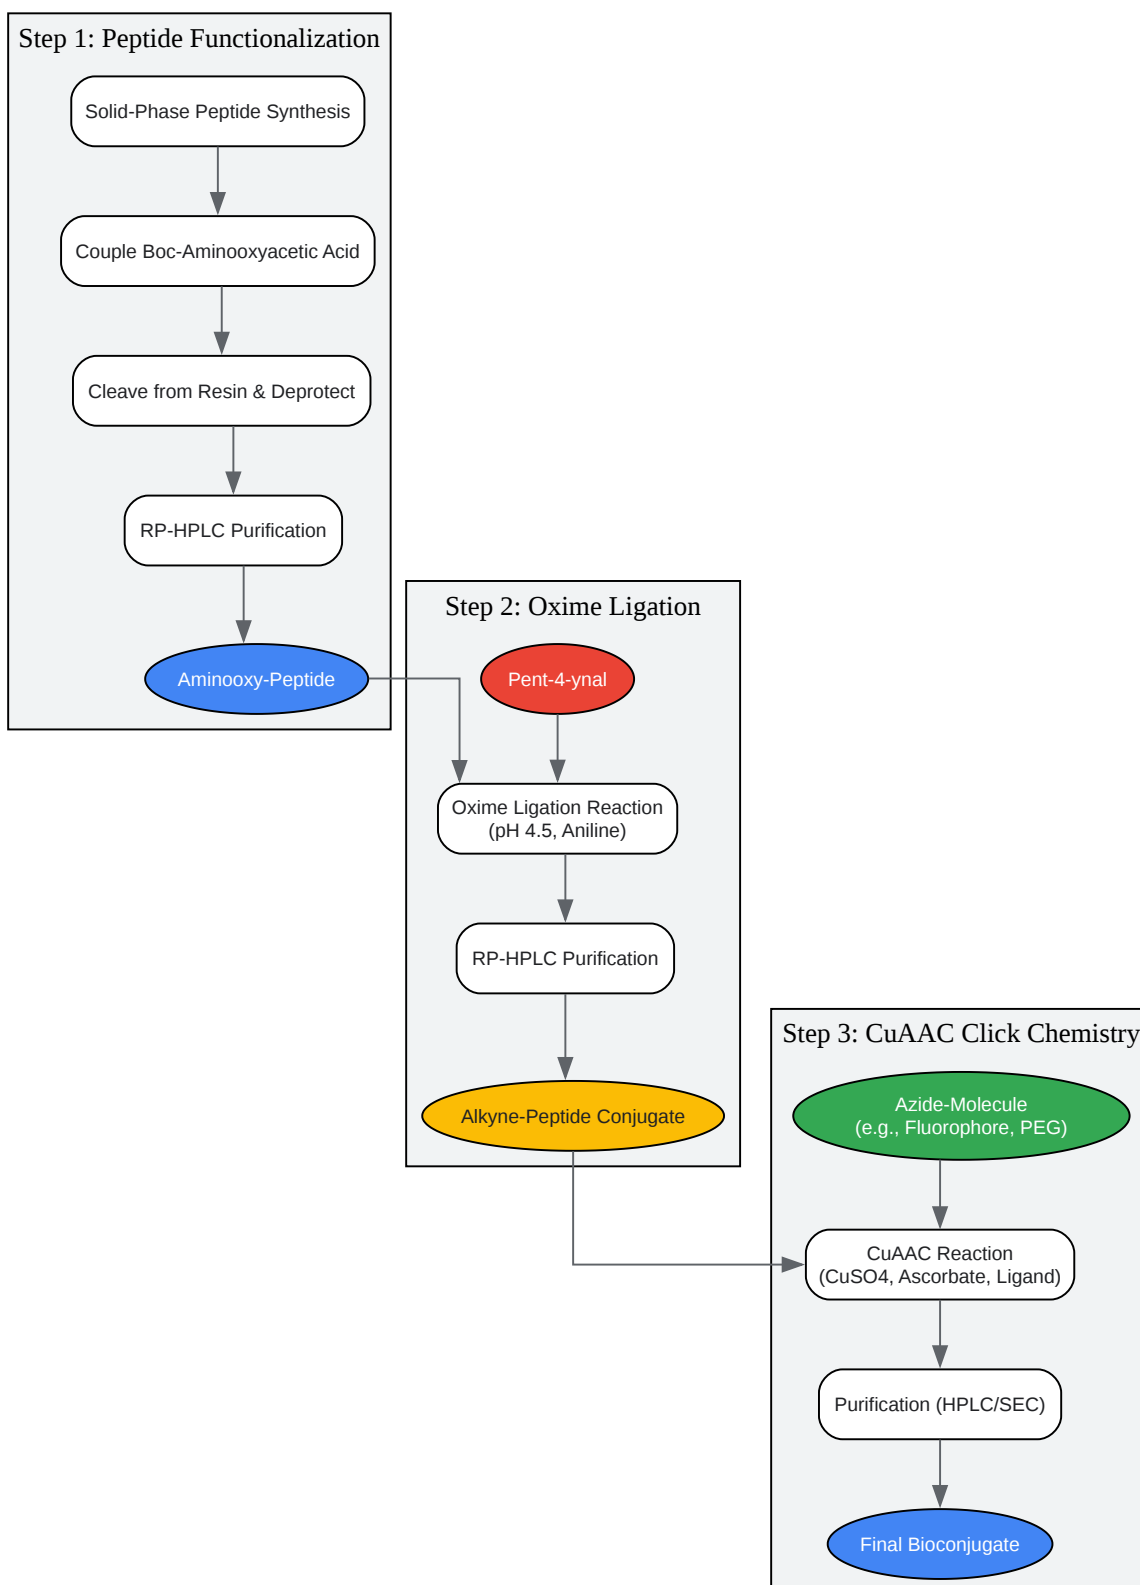 Step 1: Peptide Functionalization
Solid-Phase Peptide Synthesis
Couple Boc-Aminooxyacetic Acid
Cleave from Resin & Deprotect
RP-HPLC Purification
Aminooxy-Peptide
Step 2: Oxime Ligation
Pent-4-ynal
Oxime Ligation Reaction
(pH 4.5, Aniline)
RP-HPLC Purification
Alkyne-Peptide Conjugate
Step 3: CuAAC Click Chemistry
Azide-Molecule
(e.g., Fluorophore, PEG)
CuAAC Reaction
(CuSO4, Ascorbate, Ligand)
Purification (HPLC/SEC)
Final Bioconjugate